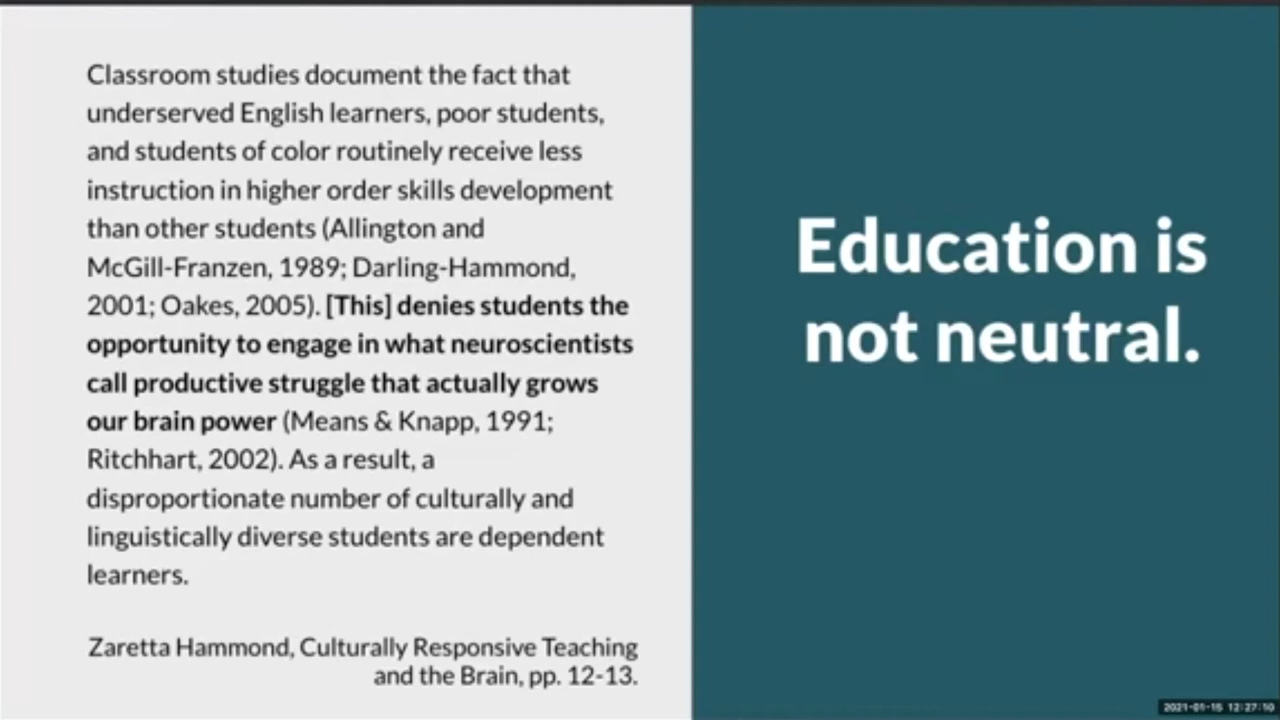 Classroom studies document the fact that
underserved English learners, poor students,
and students of color routinely receive less
instruction in higher order skills development
than other students (Allington and
McGill-Franzen, 1989; Darling-Hammond,
2001; Oakes, 2005). [This] denies students the
opportunity to engage in what neuroscientists
call productive struggle that actually grows
our brain power (Means & Knapp, 1991;
Ritchhart, 2002). As a result, a
disproportionate number of culturally and
linguistically diverse students are dependent
learners.
Zaretta Hammond, Culturally Responsive Teaching
and the Brain, pp. 12-13.
Education is
not neutral.
2021-01-15 12:27:10